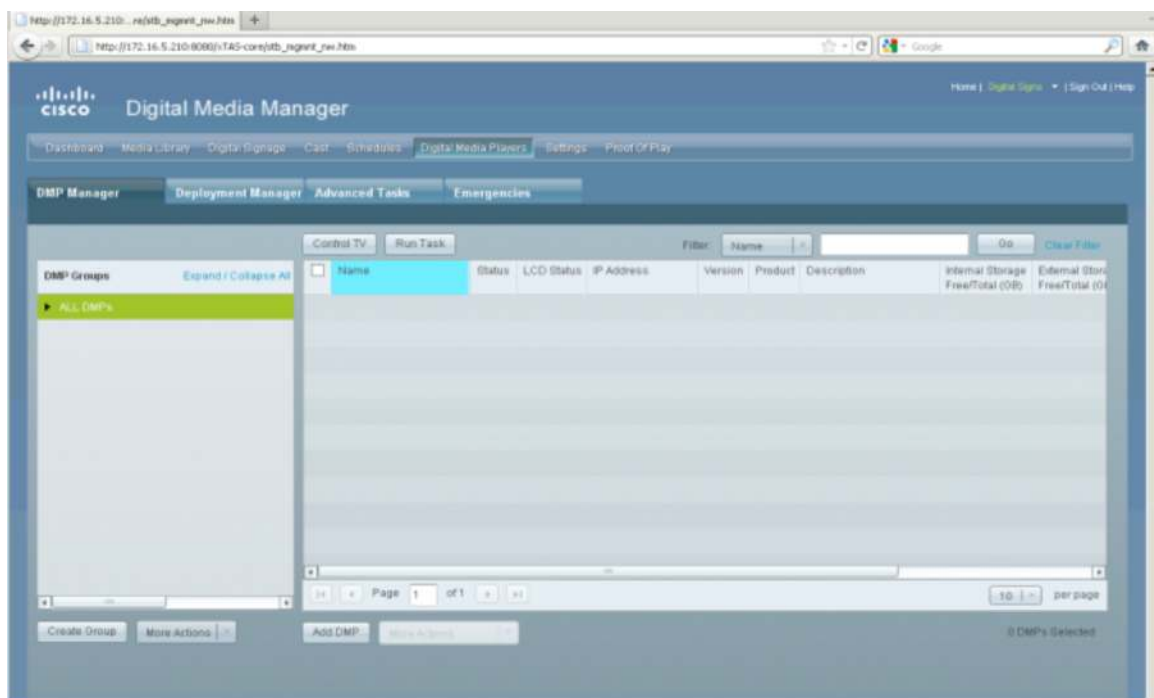 http://172.16.5.210:...re/stb_mgmnt_nw.htm
http://172.16.5.210:8080/xTAS-core/stb_mgmnt_nw.htm
Google
Home | Digital Signs | Sign Out | Help
cisco Digital Media Manager
Dashboard Media Library Digital Signage Cast Schedules Digital Media Players Settings Proof Of Play
DMP Manager Deployment Manager Advanced Tasks Emergencies
Control TV Run Task Filter: Name Go Clear Filter
DMP Groups Expand / Collapse All
Name Status LCD Status IP Address Version Product Description Internal Storage Free/Total (GB) External Stora Free/Total (GB
ALL DMPs
Page 1 of 1 10 per page
Create Group More Actions Add DMP More Actions 0 DMPs Selected